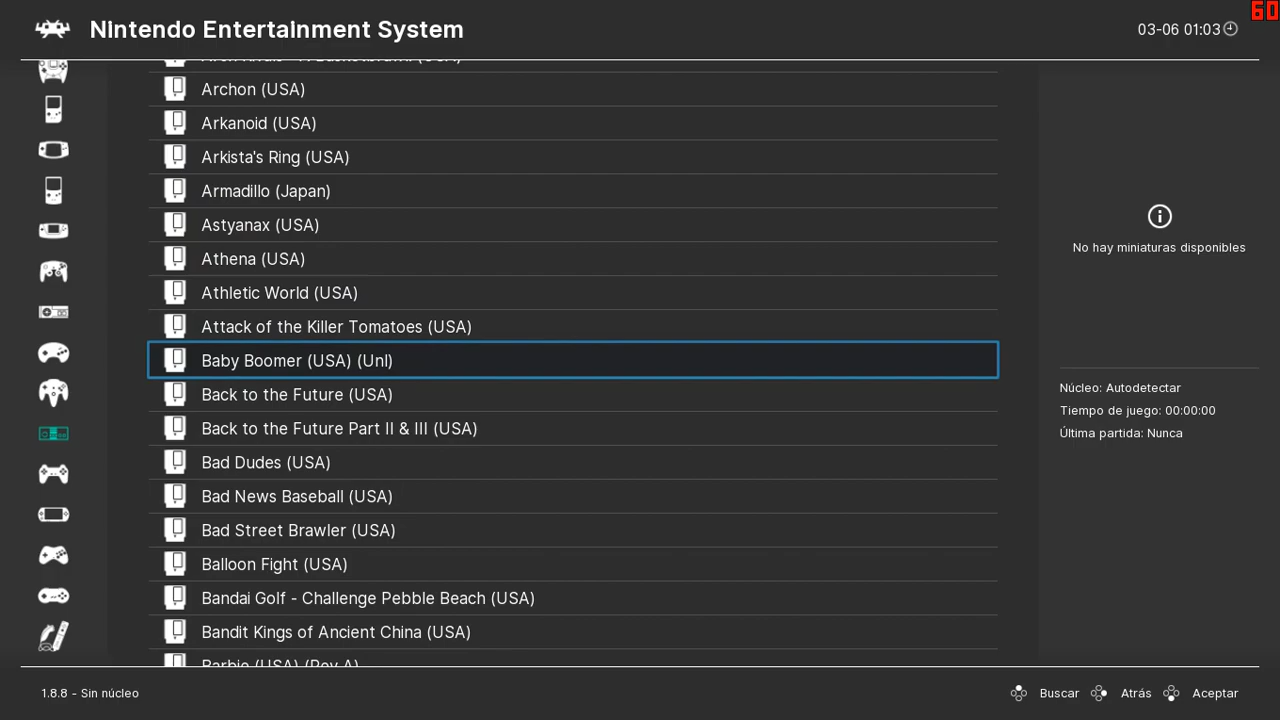 Nintendo Entertainment System
03-06 01:03
60
Archon (USA)
Arkanoid (USA)
Arkista's Ring (USA)
Armadillo (Japan)
Astyanax (USA)
Athena (USA)
Athletic World (USA)
Attack of the Killer Tomatoes (USA)
Baby Boomer (USA) (Unl)
Back to the Future (USA)
Back to the Future Part II & III (USA)
Bad Dudes (USA)
Bad News Baseball (USA)
Bad Street Brawler (USA)
Balloon Fight (USA)
Bandai Golf - Challenge Pebble Beach (USA)
Bandit Kings of Ancient China (USA)
Barbie (USA) (Rev A)
No hay miniaturas disponibles
Núcleo: Autodetectar
Tiempo de juego: 00:00:00
Última partida: Nunca
1.8.8 - Sin núcleo
Buscar
Atrás
Aceptar